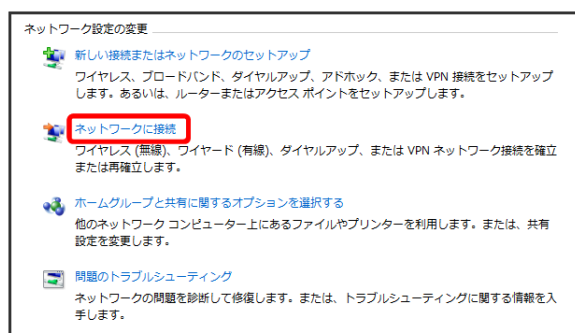 ネットワーク設定の変更
新しい接続またはネットワークのセットアップ
ワイヤレス、ブロードバンド、ダイヤルアップ、アドホック、または VPN 接続をセットアップ
します。あるいは、ルーターまたはアクセス ポイントをセットアップします。
ネットワークに接続
ワイヤレス (無線)、ワイヤード (有線)、ダイヤルアップ、または VPN ネットワーク接続を確立
または再確立します。
ホームグループと共有に関するオプションを選択する
他のネットワーク コンピューター上にあるファイルやプリンターを利用します。または、共有
設定を変更します。
問題のトラブルシューティング
ネットワークの問題を診断して修復します。または、トラブルシューティングに関する情報を入
手します。